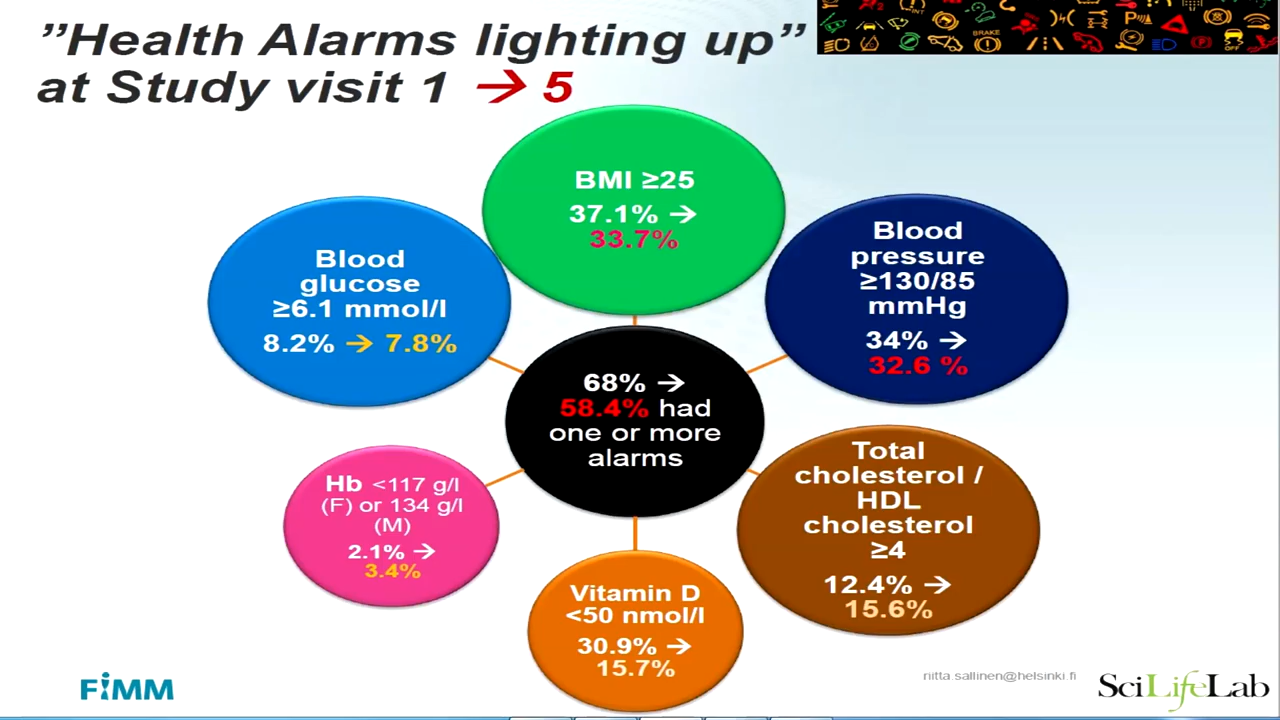 ”Health Alarms lighting up”
at Study visit 1 → 5
BRAKE
P
OFF
BMI ≥25
37.1% →
33.7%
Blood
glucose
≥6.1 mmol/l
8.2% → 7.8%
Blood
pressure
≥130/85
mmHg
34% →
32.6 %
68% →
58.4% had
one or more
alarms
Hb <117 g/l
(F) or 134 g/l
(M)
2.1% →
3.4%
Total
cholesterol /
HDL
cholesterol
≥4
12.4% →
15.6%
Vitamin D
<50 nmol/l
30.9% →
15.7%
FiMM
riitta.sallinen@helsinki.fi
SciLifeLab